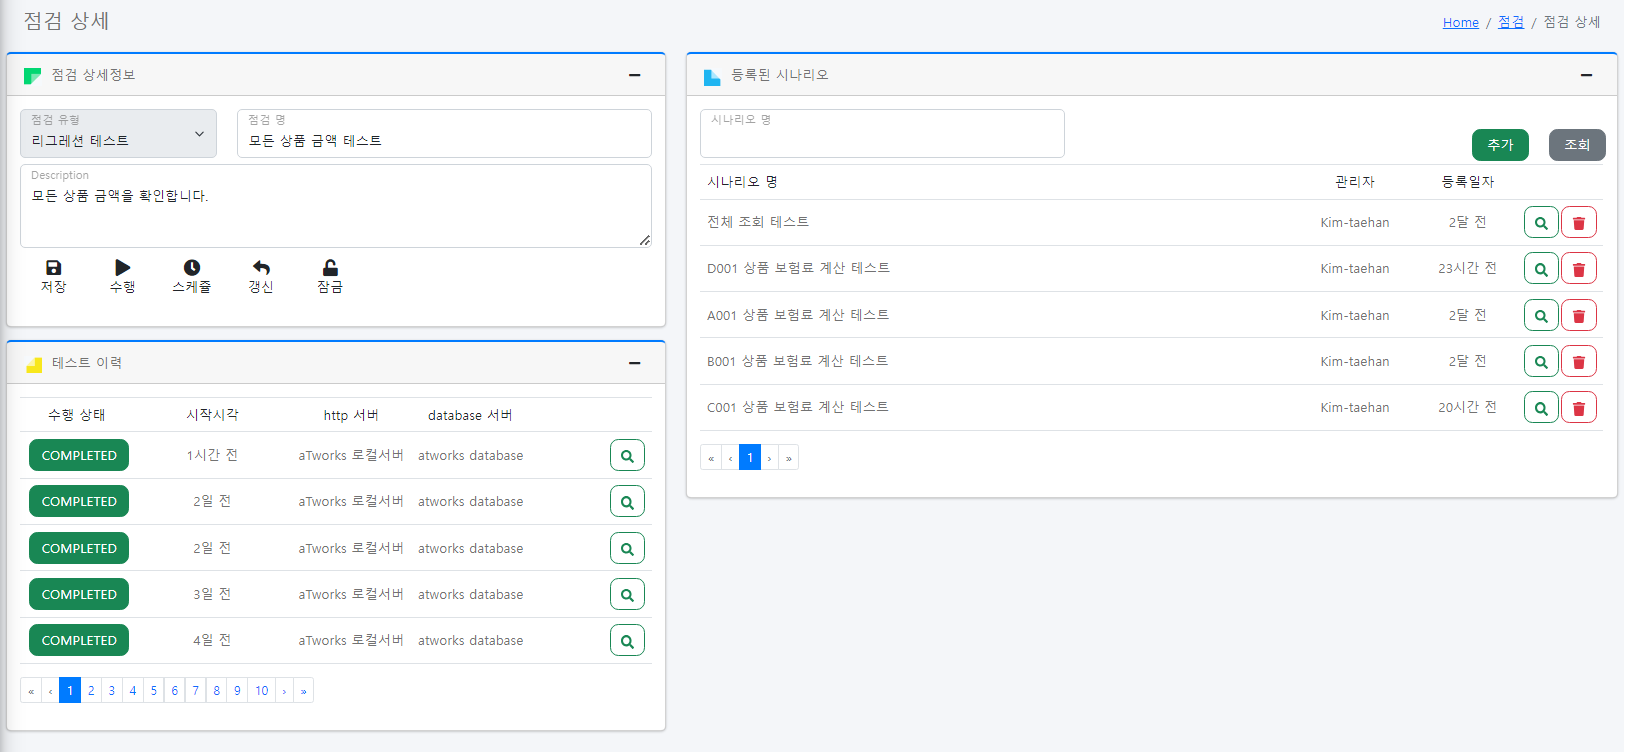 점검 상세
Home / 점검 / 점검 상세
점검 상세정보
점검 유형
리그레션 테스트
점검 명
모든 상품 금액 테스트
Description
모든 상품 금액을 확인합니다.
저장 수행 스케쥴 갱신 잠금
테스트 이력
수행 상태 시작시각 http 서버 database 서버
COMPLETED 1시간 전 aTworks 로컬서버 atworks database
COMPLETED 2일 전 aTworks 로컬서버 atworks database
COMPLETED 2일 전 aTworks 로컬서버 atworks database
COMPLETED 3일 전 aTworks 로컬서버 atworks database
COMPLETED 4일 전 aTworks 로컬서버 atworks database
« ‹ 1 2 3 4 5 6 7 8 9 10 › »
등록된 시나리오
시나리오 명
추가 조회
시나리오 명 관리자 등록일자
전체 조회 테스트 Kim-taehan 2달 전
D001 상품 보험료 계산 테스트 Kim-taehan 23시간 전
A001 상품 보험료 계산 테스트 Kim-taehan 2달 전
B001 상품 보험료 계산 테스트 Kim-taehan 2달 전
C001 상품 보험료 계산 테스트 Kim-taehan 20시간 전
« ‹ 1 › »